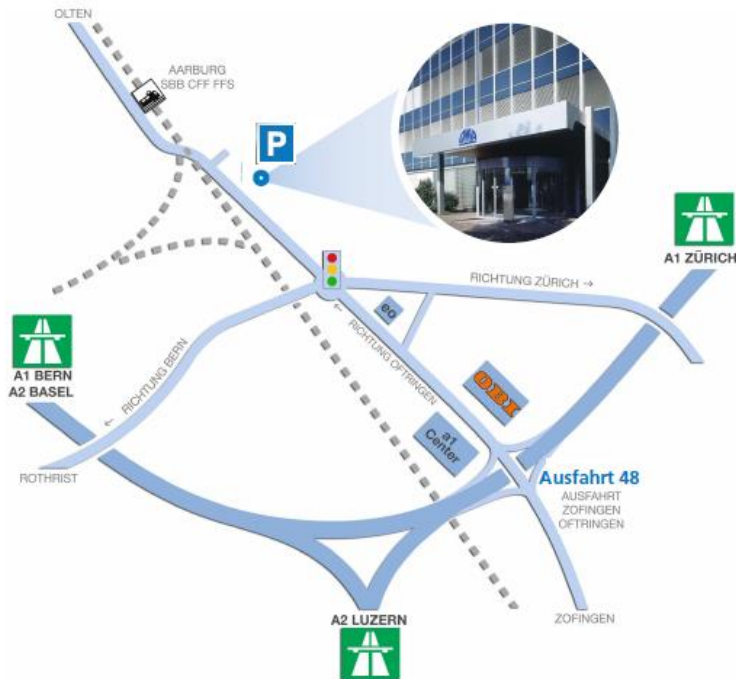 OLTEN
AARBURG
SBB CFF FFS
P
A1 ZÜRICH
RICHTUNG ZÜRICH →
eo
← RICHTUNG OFTRINGEN
← RICHTUNG BERN
A1 BERN
A2 BASEL
OBI
a1
Center
ROTHRIST
Ausfahrt 48
AUSFAHRT
ZOFINGEN
OFTRINGEN
A2 LUZERN
ZOFINGEN